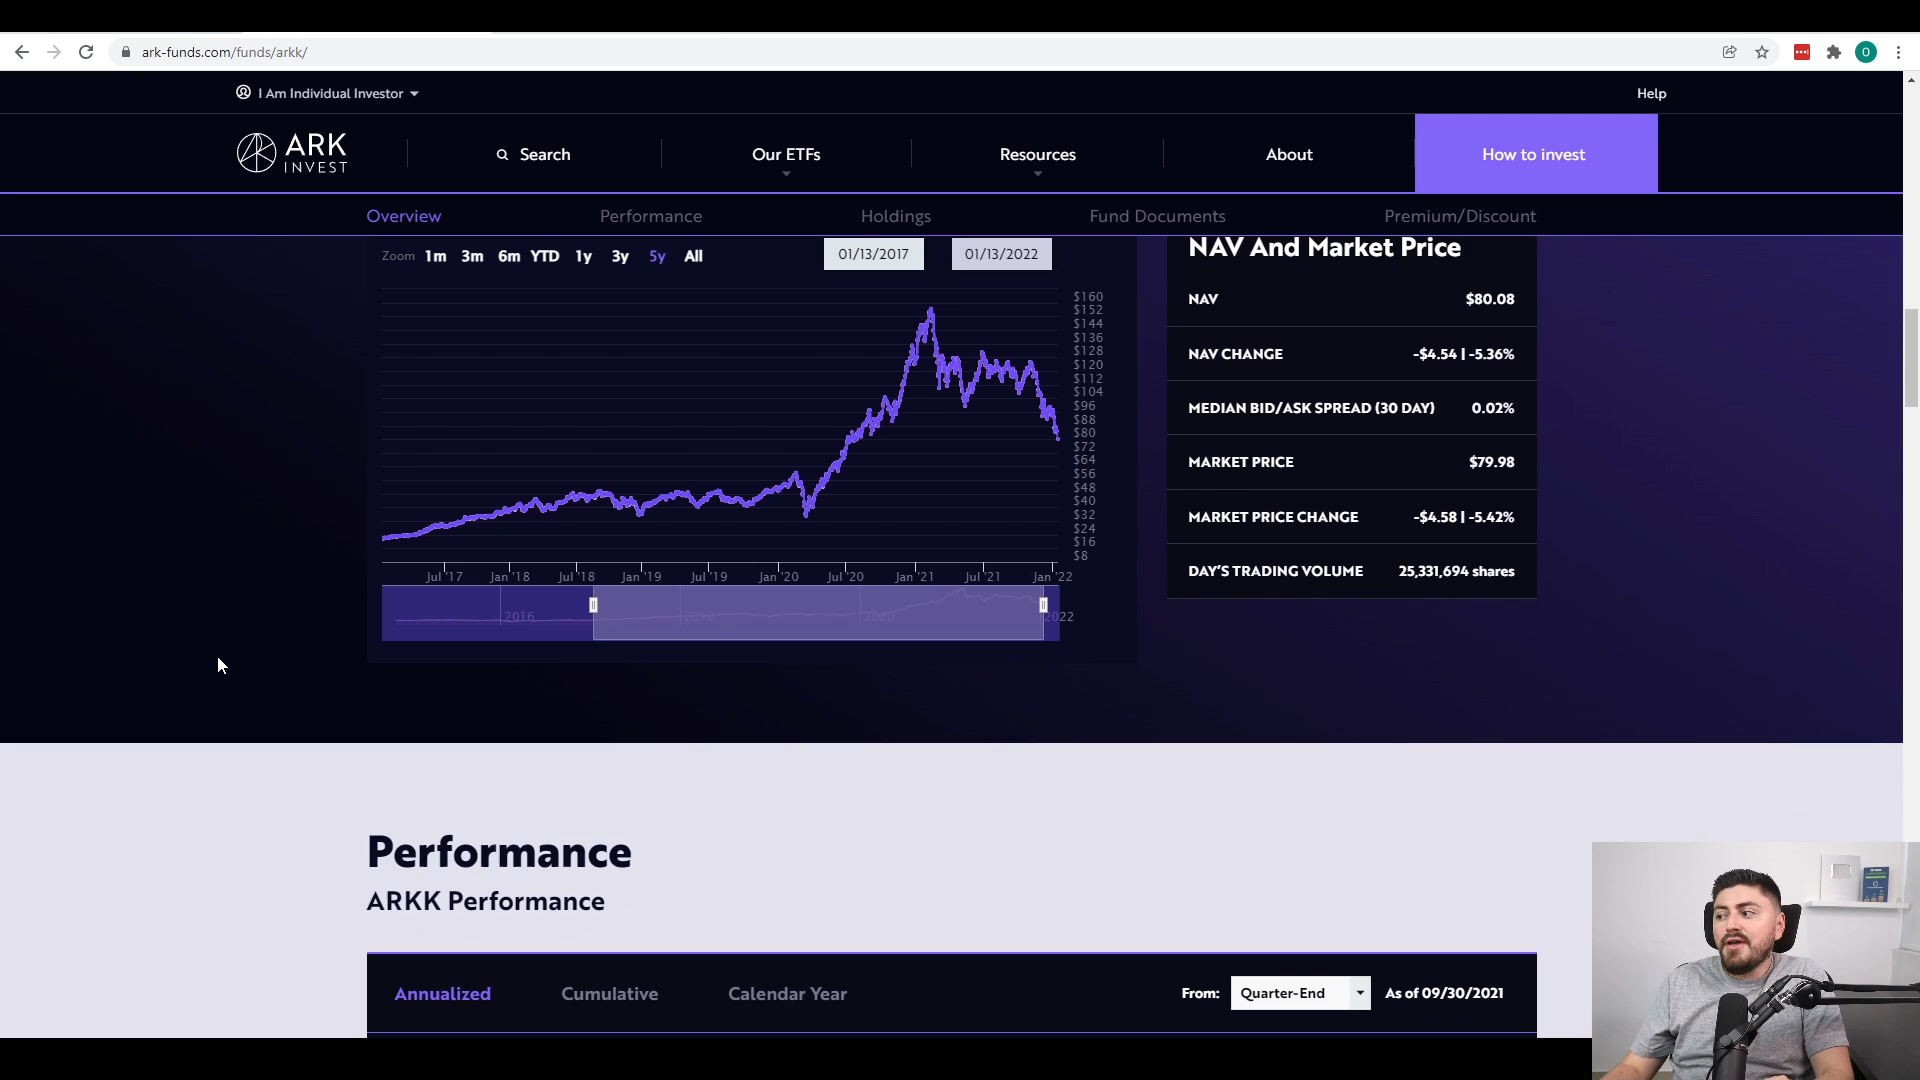 ark-funds.com/funds/arkk/
O
I Am Individual Investor
Help
ARK
INVEST
Search
Our ETFs
Resources
About
How to invest
Overview
Performance
Holdings
Fund Documents
Premium/Discount
Zoom 1m 3m 6m YTD 1y 3y 5y All
01/13/2017
01/13/2022
$160
$152
$144
$136
$128
$120
$112
$104
$96
$88
$80
$72
$64
$56
$48
$40
$32
$24
$16
$8
Jul '17 Jan '18 Jul '18 Jan '19 Jul '19 Jan '20 Jul '20 Jan '21 Jul '21 Jan '22
2016 2018 2020 2022
NAV And Market Price
NAV $80.08
NAV CHANGE -$4.54 | -5.36%
MEDIAN BID/ASK SPREAD (30 DAY) 0.02%
MARKET PRICE $79.98
MARKET PRICE CHANGE -$4.58 | -5.42%
DAY'S TRADING VOLUME 25,331,694 shares
Performance
ARKK Performance
Annualized
Cumulative
Calendar Year
From: Quarter-End As of 09/30/2021